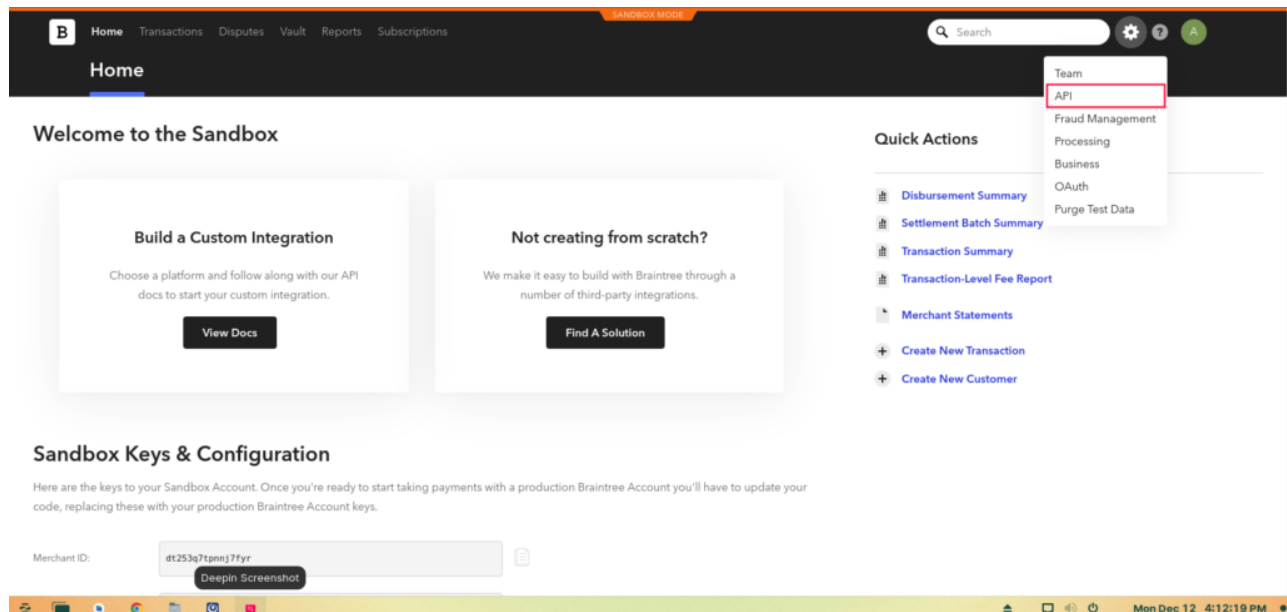 SANDBOX MODE
B Home Transactions Disputes Vault Reports Subscriptions
Search
? A
Home
Team
API
Fraud Management
Processing
Business
OAuth
Purge Test Data
Welcome to the Sandbox
Build a Custom Integration
Choose a platform and follow along with our API
docs to start your custom integration.
View Docs
Not creating from scratch?
We make it easy to build with Braintree through a
number of third-party integrations.
Find A Solution
Quick Actions
Disbursement Summary
Settlement Batch Summary
Transaction Summary
Transaction-Level Fee Report
Merchant Statements
Create New Transaction
Create New Customer
Sandbox Keys & Configuration
Here are the keys to your Sandbox Account. Once you're ready to start taking payments with a production Braintree Account you'll have to update your
code, replacing these with your production Braintree Account keys.
Merchant ID:
dt253q7tpnnj7fyr
Deepin Screenshot
Mon Dec 12 4:12:19 PM